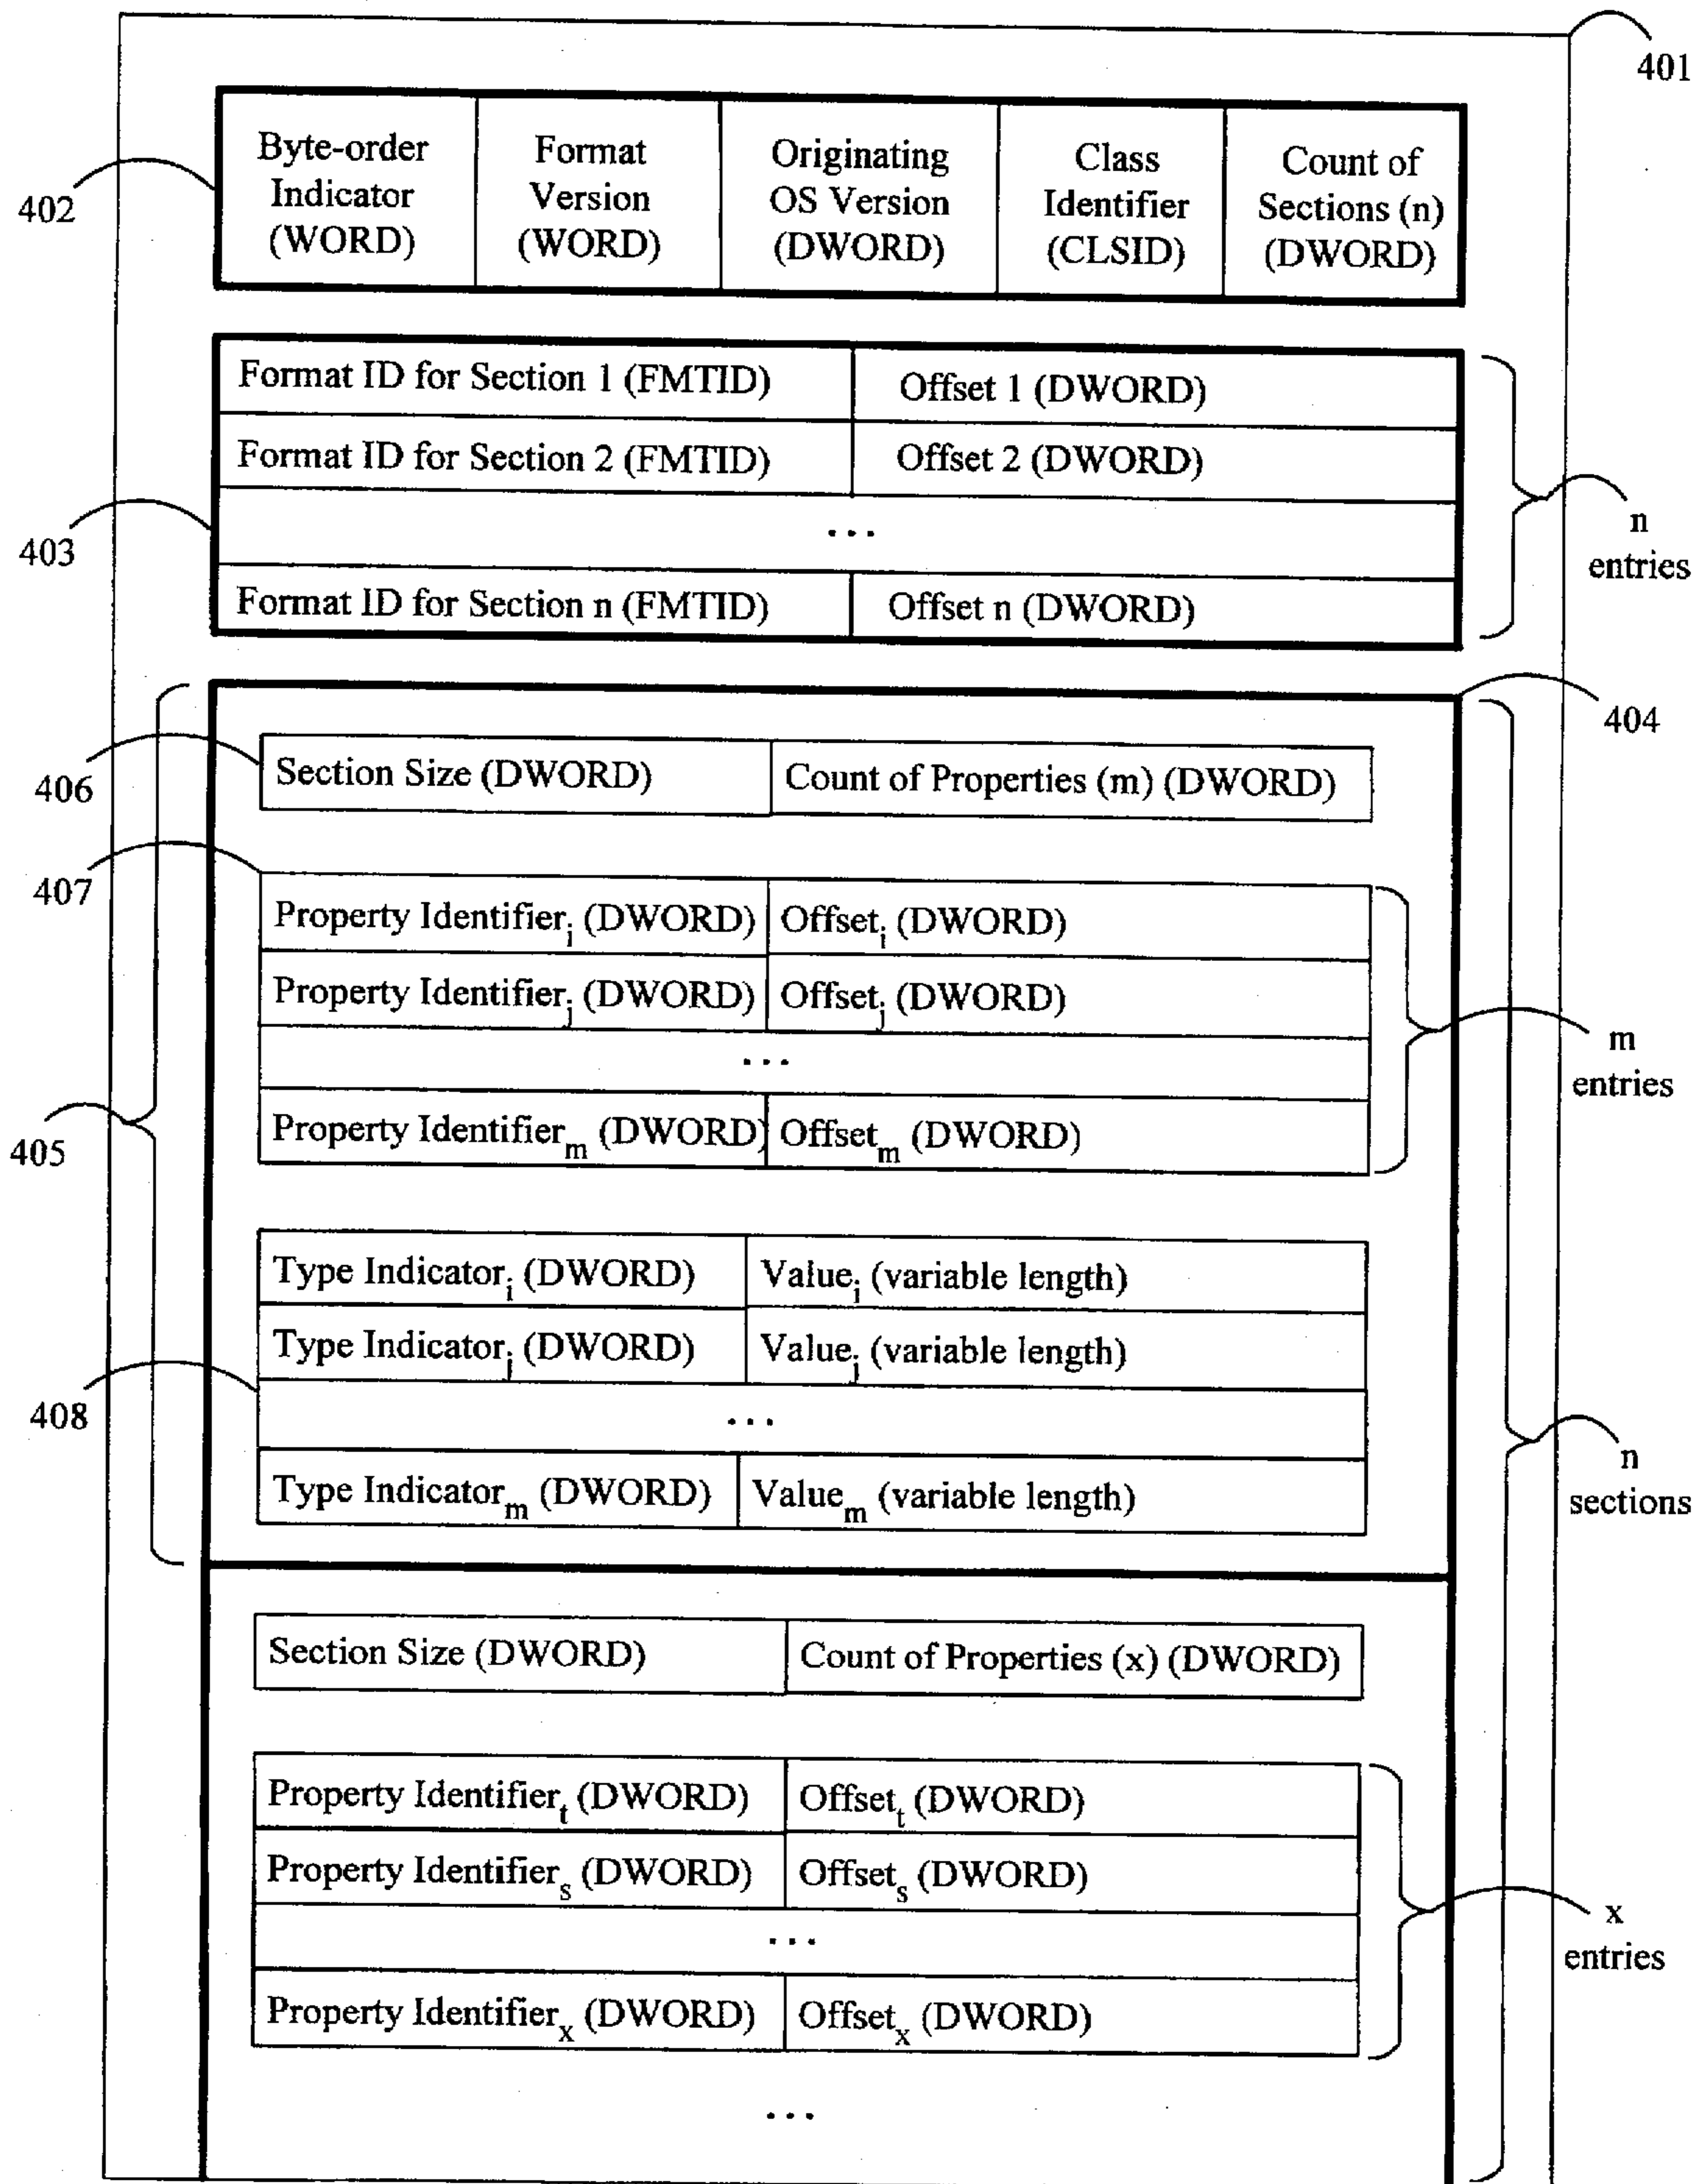 401
402
Byte-order
Indicator
(WORD)
Format
Version
(WORD)
Originating
OS Version
(DWORD)
Class
Identifier
(CLSID)
Count of
Sections (n)
(DWORD)
403
Format ID for Section 1 (FMTID) Offset 1 (DWORD)
Format ID for Section 2 (FMTID) Offset 2 (DWORD)
...
Format ID for Section n (FMTID) Offset n (DWORD)
n
entries
404
405
406
Section Size (DWORD) Count of Properties (m) (DWORD)
407
Property Identifieri (DWORD) Offseti (DWORD)
Property Identifierj (DWORD) Offsetj (DWORD)
...
Property Identifierm (DWORD) Offsetm (DWORD)
m
entries
Type Indicatori (DWORD) Valuei (variable length)
Type Indicatorj (DWORD) Valuej (variable length)
408
...
Type Indicatorm (DWORD) Valuem (variable length)
n
sections
Section Size (DWORD) Count of Properties (x) (DWORD)
Property Identifiert (DWORD) Offsett (DWORD)
Property Identifiers (DWORD) Offsets (DWORD)
...
Property Identifierx (DWORD) Offsetx (DWORD)
x
entries
...